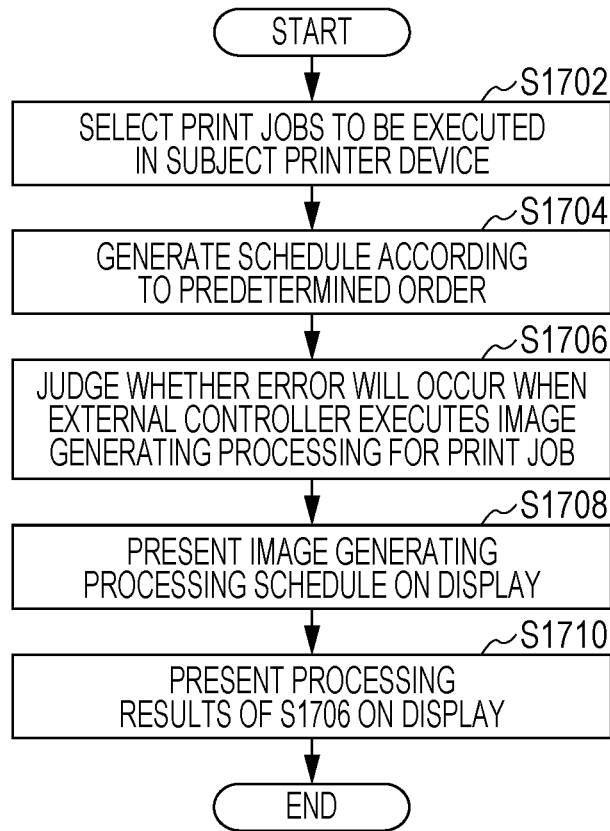 START
S1702
SELECT PRINT JOBS TO BE EXECUTED
IN SUBJECT PRINTER DEVICE
S1704
GENERATE SCHEDULE ACCORDING
TO PREDETERMINED ORDER
S1706
JUDGE WHETHER ERROR WILL OCCUR WHEN
EXTERNAL CONTROLLER EXECUTES IMAGE
GENERATING PROCESSING FOR PRINT JOB
S1708
PRESENT IMAGE GENERATING
PROCESSING SCHEDULE ON DISPLAY
S1710
PRESENT PROCESSING
RESULTS OF S1706 ON DISPLAY
END